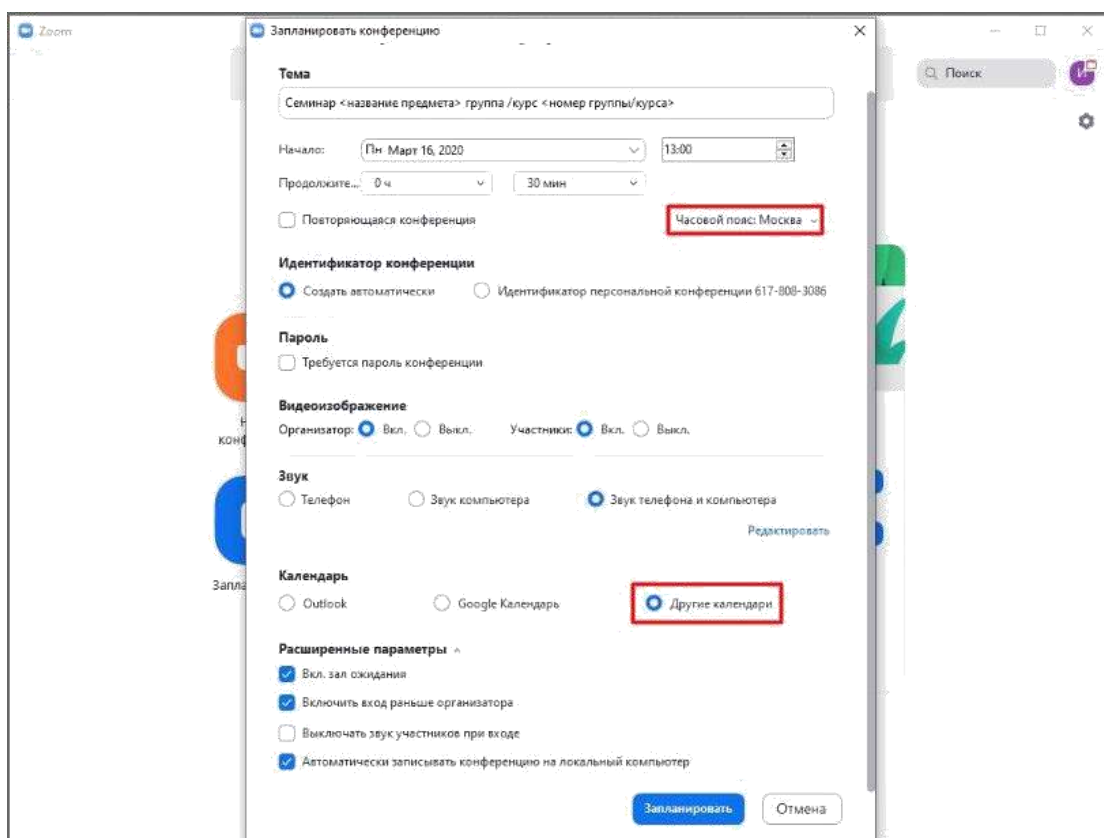 Zoom
Запланировать конференцию
Поиск
И
Тема
Семинар <название предмета> группа /курс <номер группы/курса>
Начало: Пн Март 16, 2020 13:00
Продолжите... 0 ч 30 мин
Повторяющаяся конференция Часовой пояс: Москва
Идентификатор конференции
Создать автоматически Идентификатор персональной конференции 617-808-3086
Пароль
Требуется пароль конференции
Видеоизображение
Организатор: Вкл. Выкл. Участники: Вкл. Выкл.
Звук
Телефон Звук компьютера Звук телефона и компьютера
Редактировать
Календарь
Outlook Google Календарь Другие календари
Расширенные параметры
Вкл. зал ожидания
Включить вход раньше организатора
Выключать звук участников при входе
Автоматически записывать конференцию на локальный компьютер
Запланировать Отмена